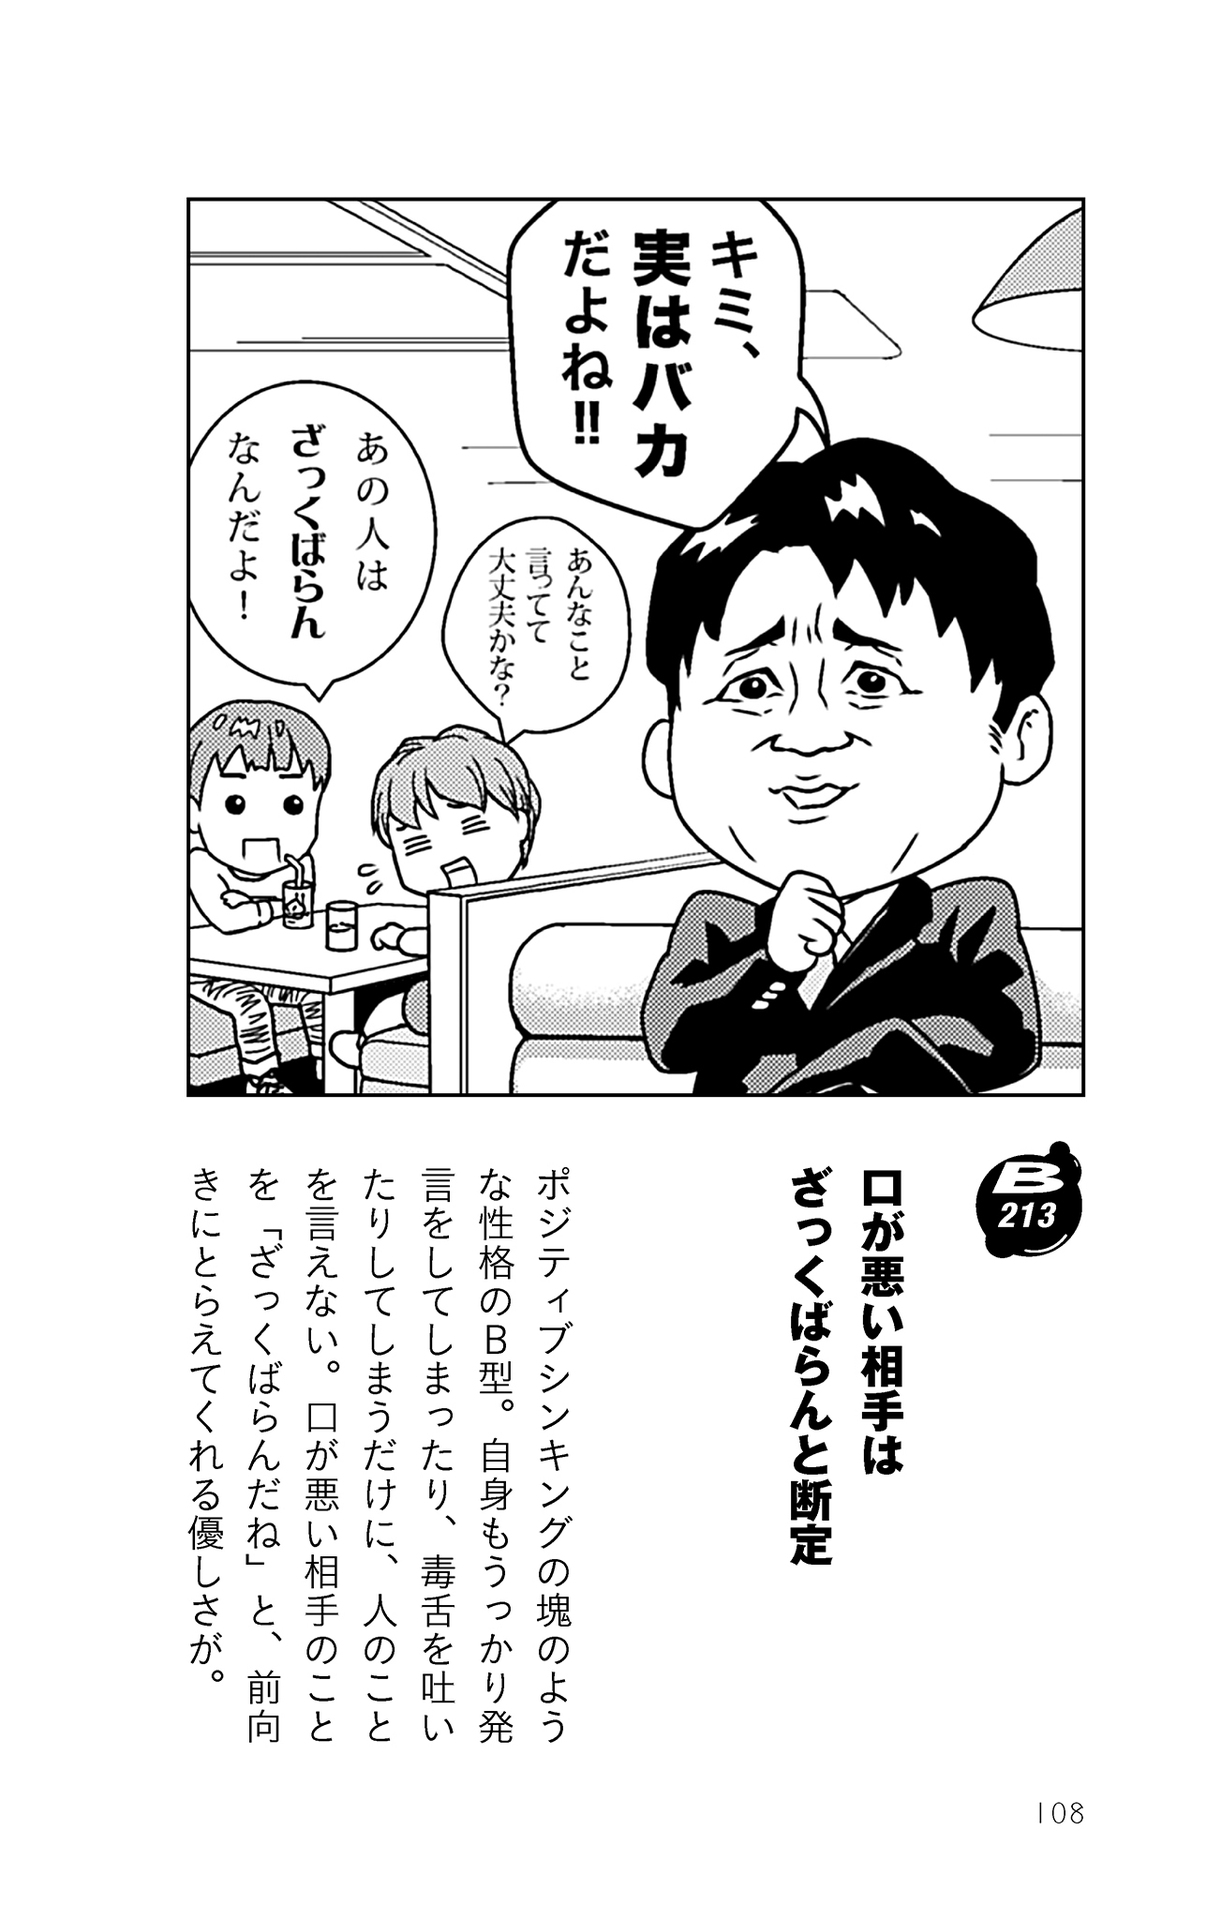 キミ、
実はバカ
だよね!!
あんなこと
言ってて
大丈夫かな?
あの人は
ざっくばらん
なんだよ!
B
213
口が悪い相手は
ざっくばらんと断定
ポジティブシンキングの塊のよう
な性格のB型。自身もうっかり発
言をしてしまったり、毒舌を吐い
たりしてしまうだけに、人のこと
を言えない。口が悪い相手のこと
を「ざっくばらんだね」と、前向
きにとらえてくれる優しさが。
108